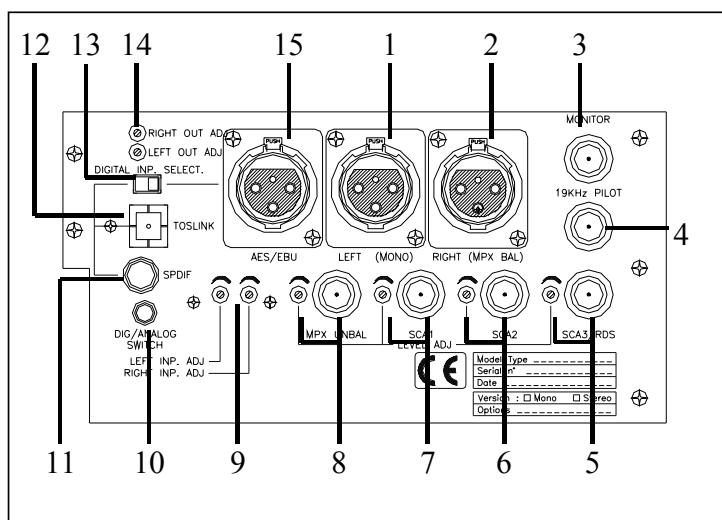 12 13 14 15 1 2 3
MONITOR
RIGHT OUT ADJ
LEFT OUT ADJ
PUSH PUSH PUSH
DIGITAL INP. SELECT.
19KHz PILOT
TOSLINK
4
AES/EBU LEFT (MONO) RIGHT (MPX BAL)
SPDIF
DIG/ANALOG
SWITCH
MPX UNBAL SCA1 SCA2 SCA3/RDS
LEVEL ADJ
LEFT INP. ADJ
RIGHT INP. ADJ
CE
Model Type
Serial n°
Date
Version : Mono Stereo
Options
11 10 9 8 7 6 5